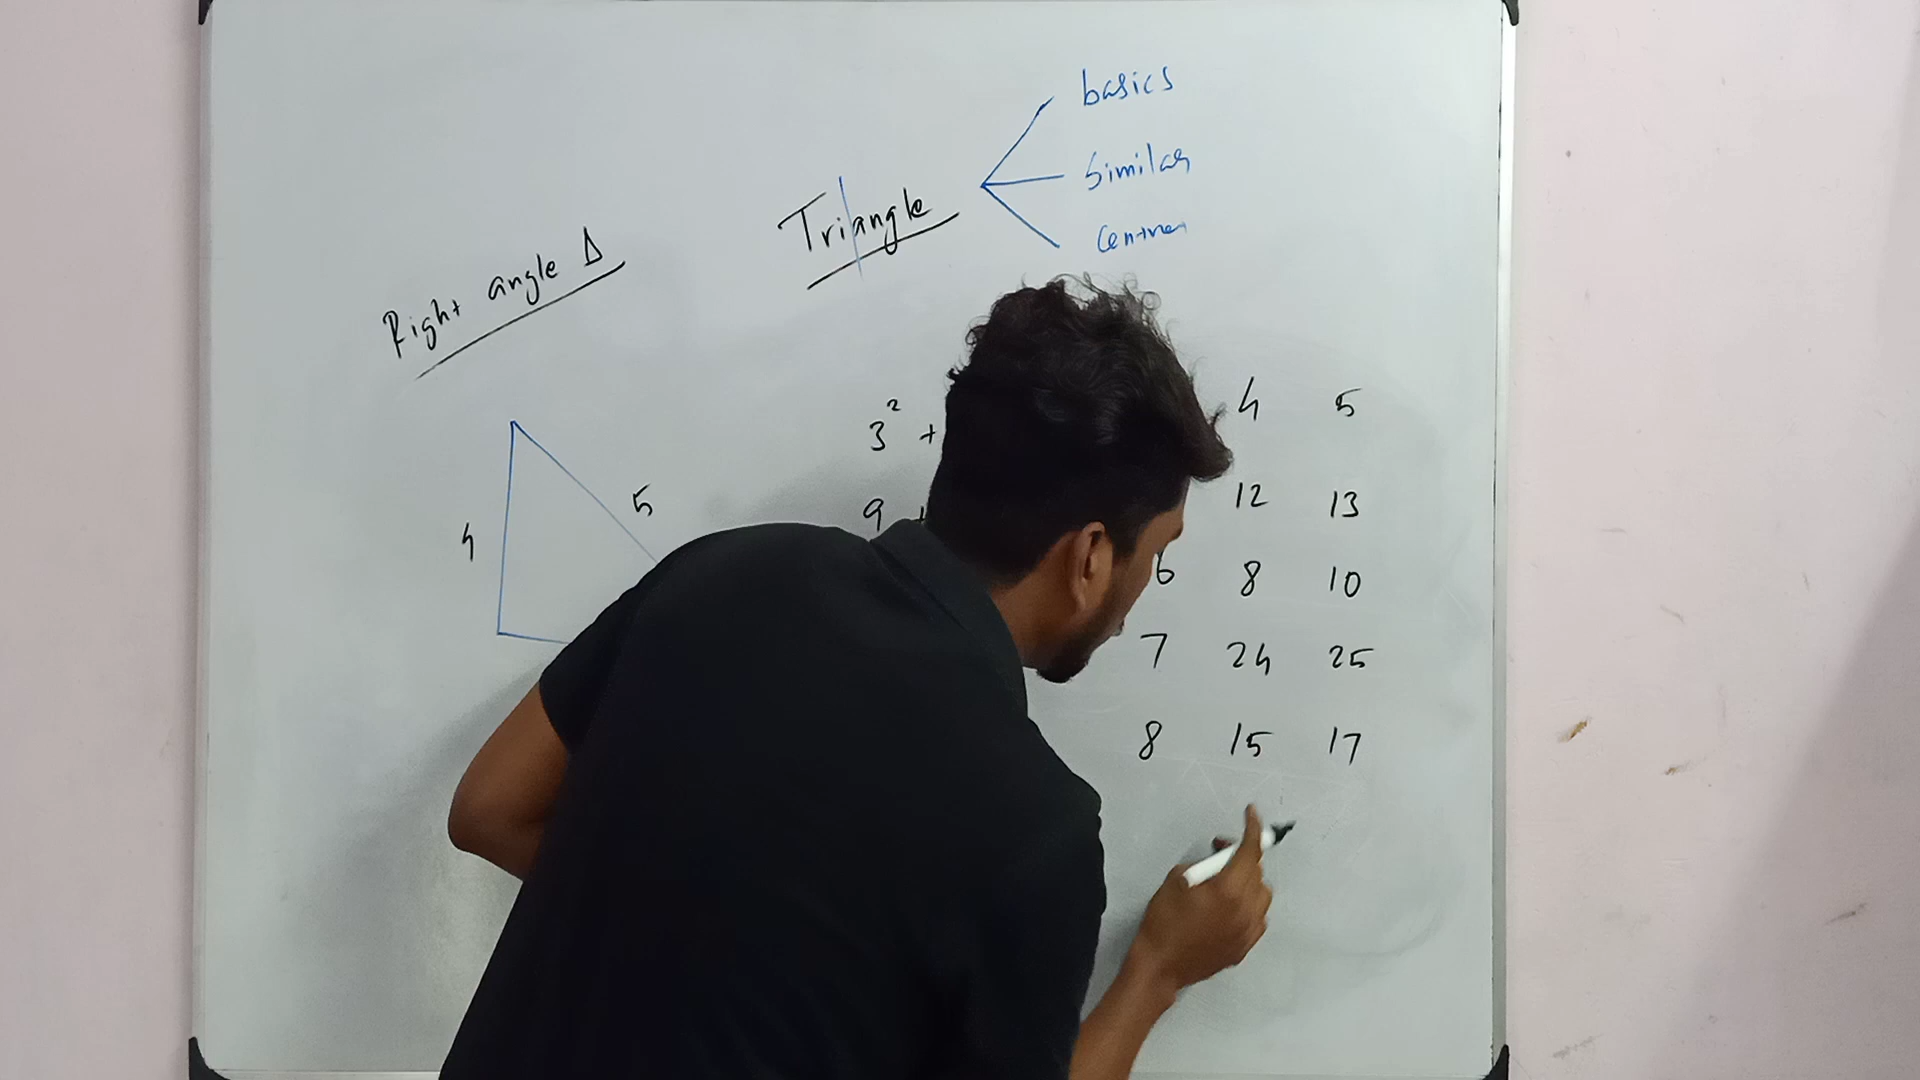 basics
Similar
Triangle
Right angle Δ
3² +
4 5
9 +
12 13
4
5
6 8 10
7 24 25
8 15 17